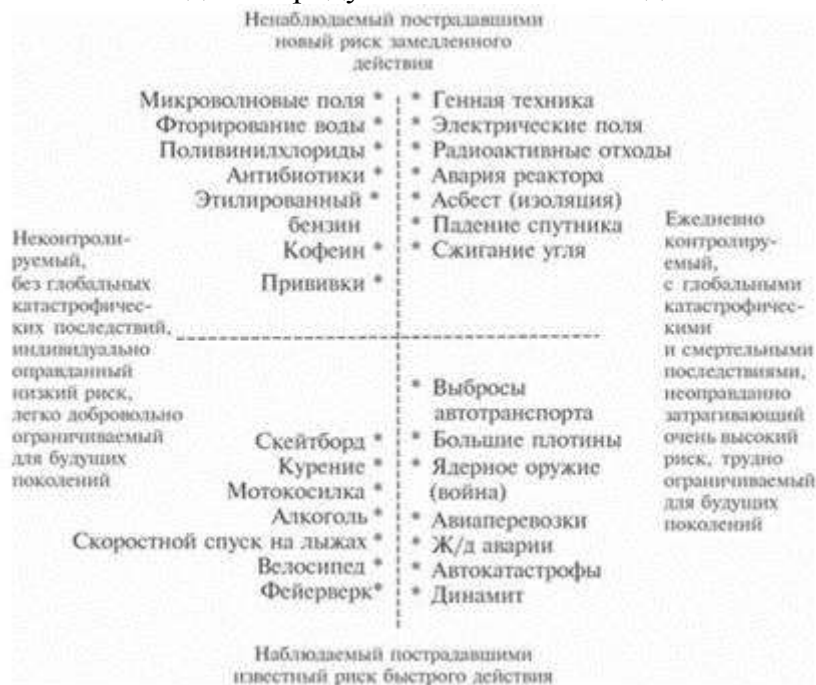 Ненаблюдаемый пострадавшими
новый риск замедленного
действия
Микроволновые поля *
Фторирование воды *
Поливинилхлориды *
Антибиотики *
Этилированный *
бензин
Кофеин *
Прививки *
* Генная техника
* Электрические поля
* Радиоактивные отходы
* Авария реактора
* Асбест (изоляция)
* Падение спутника
* Сжигание угля
Неконтроли-
руемый,
без глобальных
катастрофичес-
ких последствий,
индивидуально
оправданный
низкий риск,
легко добровольно
ограничиваемый
для будущих
поколений
Ежедневно
контролиру-
емый,
с глобальными
катастрофичес-
кими
и смертельными
последствиями,
неоправданно
затрагивающий
очень высокий
риск, трудно
ограничиваемый
для будущих
поколений
Скейтборд *
Курение *
Мотокосилка *
Алкоголь *
Скоростной спуск на лыжах *
Велосипед *
Фейерверк*
* Выбросы
автотранспорта
* Большие плотины
* Ядерное оружие
(война)
* Авиаперевозки
* Ж/д аварии
* Автокатастрофы
* Динамит
Наблюдаемый пострадавшими
известный риск быстрого действия